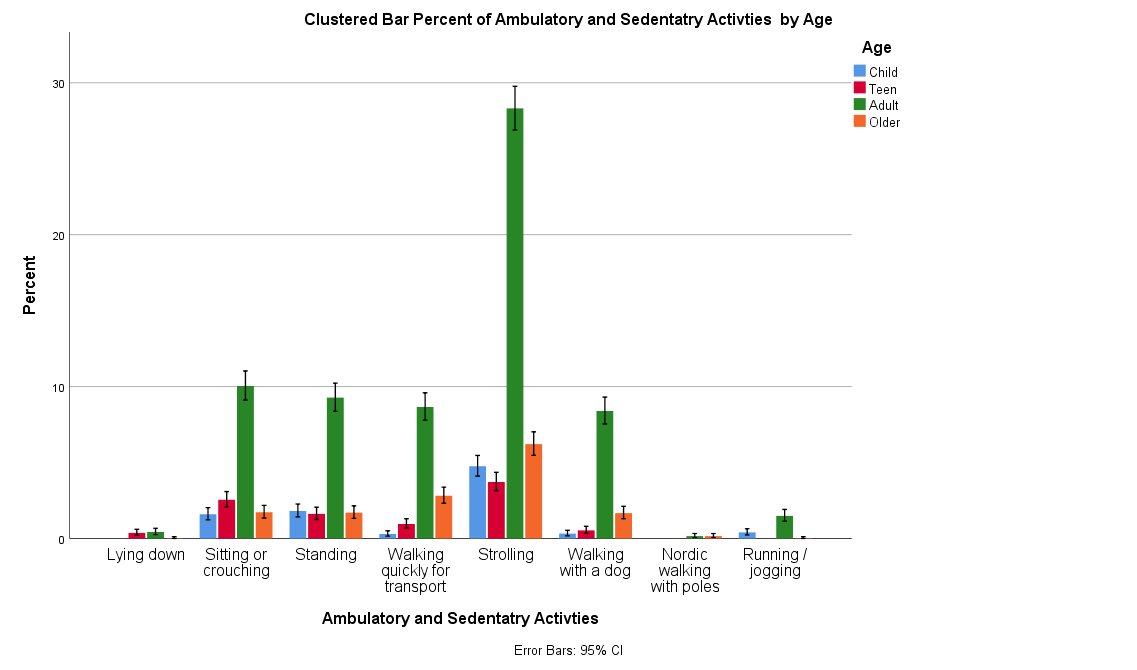 Clustered Bar Percent of Ambulatory and Sedentatry Activties by Age
Age
Child
Teen
Adult
Older
Percent
30
20
10
0
Lying down
Sitting or
crouching
Standing
Walking
quickly for
transport
Strolling
Walking
with a dog
Nordic
walking
with poles
Running /
jogging
Ambulatory and Sedentatry Activties
Error Bars: 95% CI